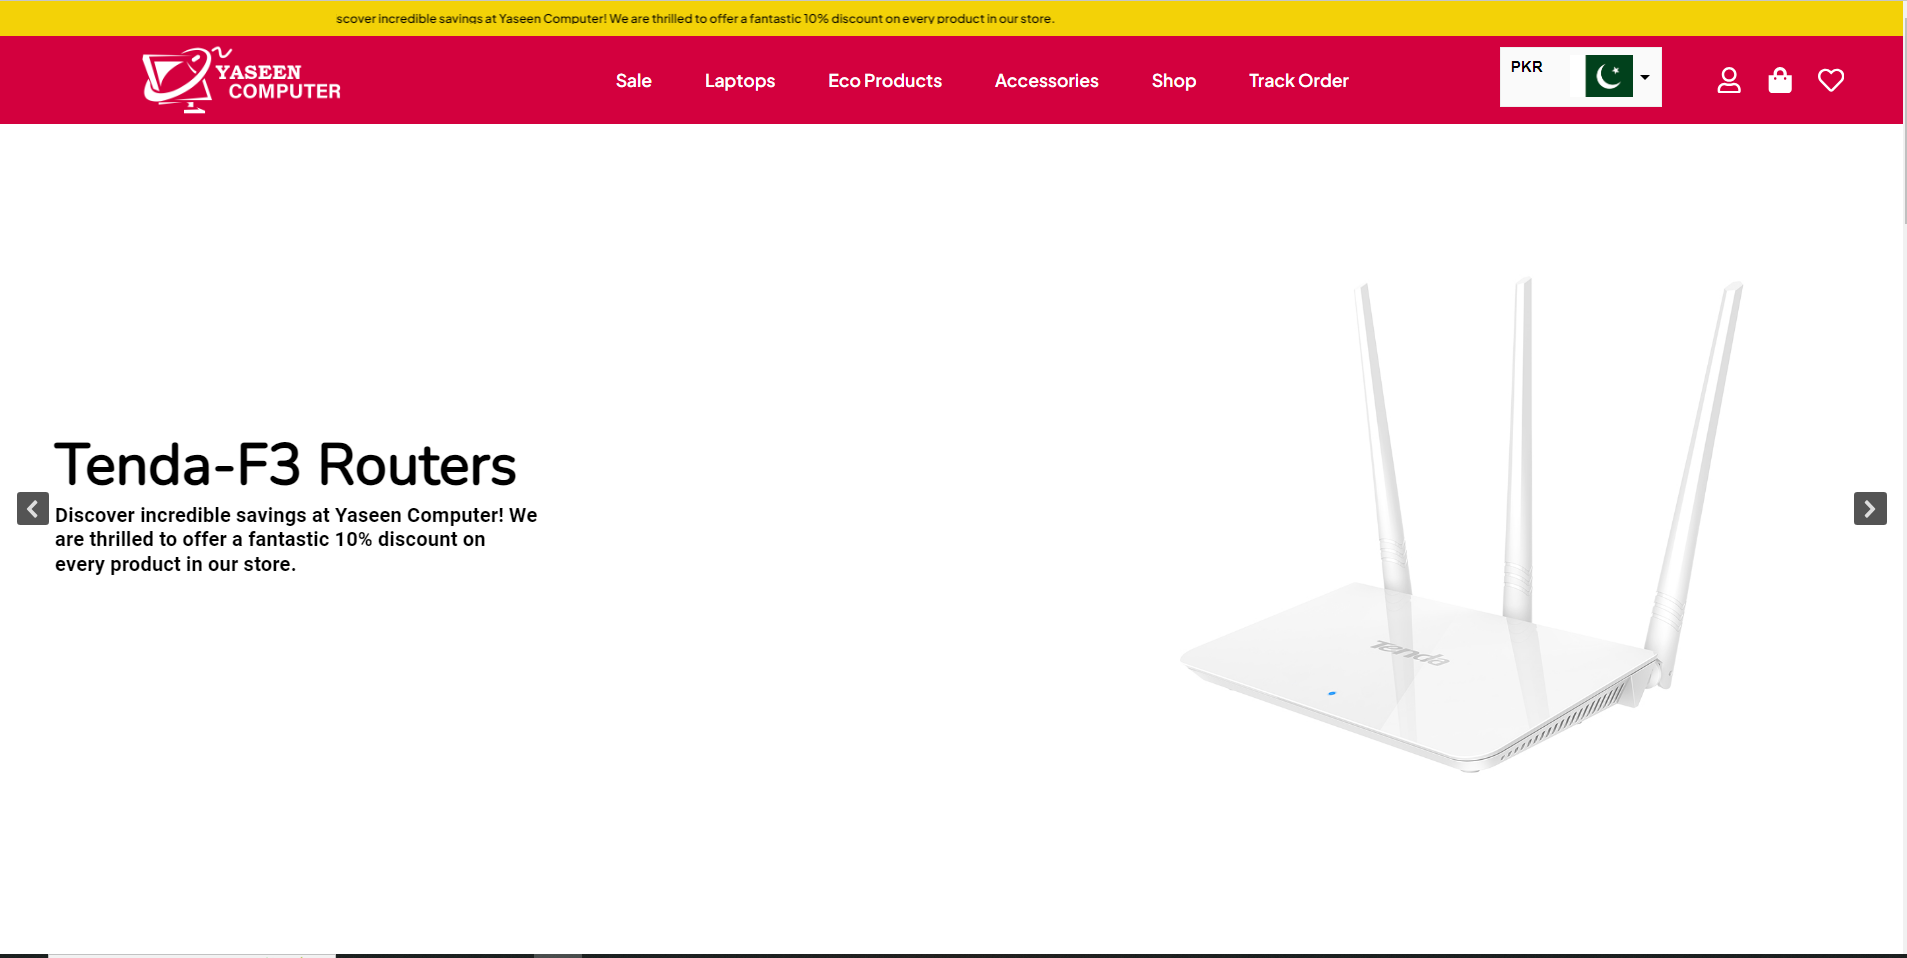 scover incredible savings at Yaseen Computer! We are thrilled to offer a fantastic 10% discount on every product in our store.
YASEEN
COMPUTER
Sale
Laptops
Eco Products
Accessories
Shop
Track Order
PKR
Tenda-F3 Routers
Discover incredible savings at Yaseen Computer! We
are thrilled to offer a fantastic 10% discount on
every product in our store.
Tenda